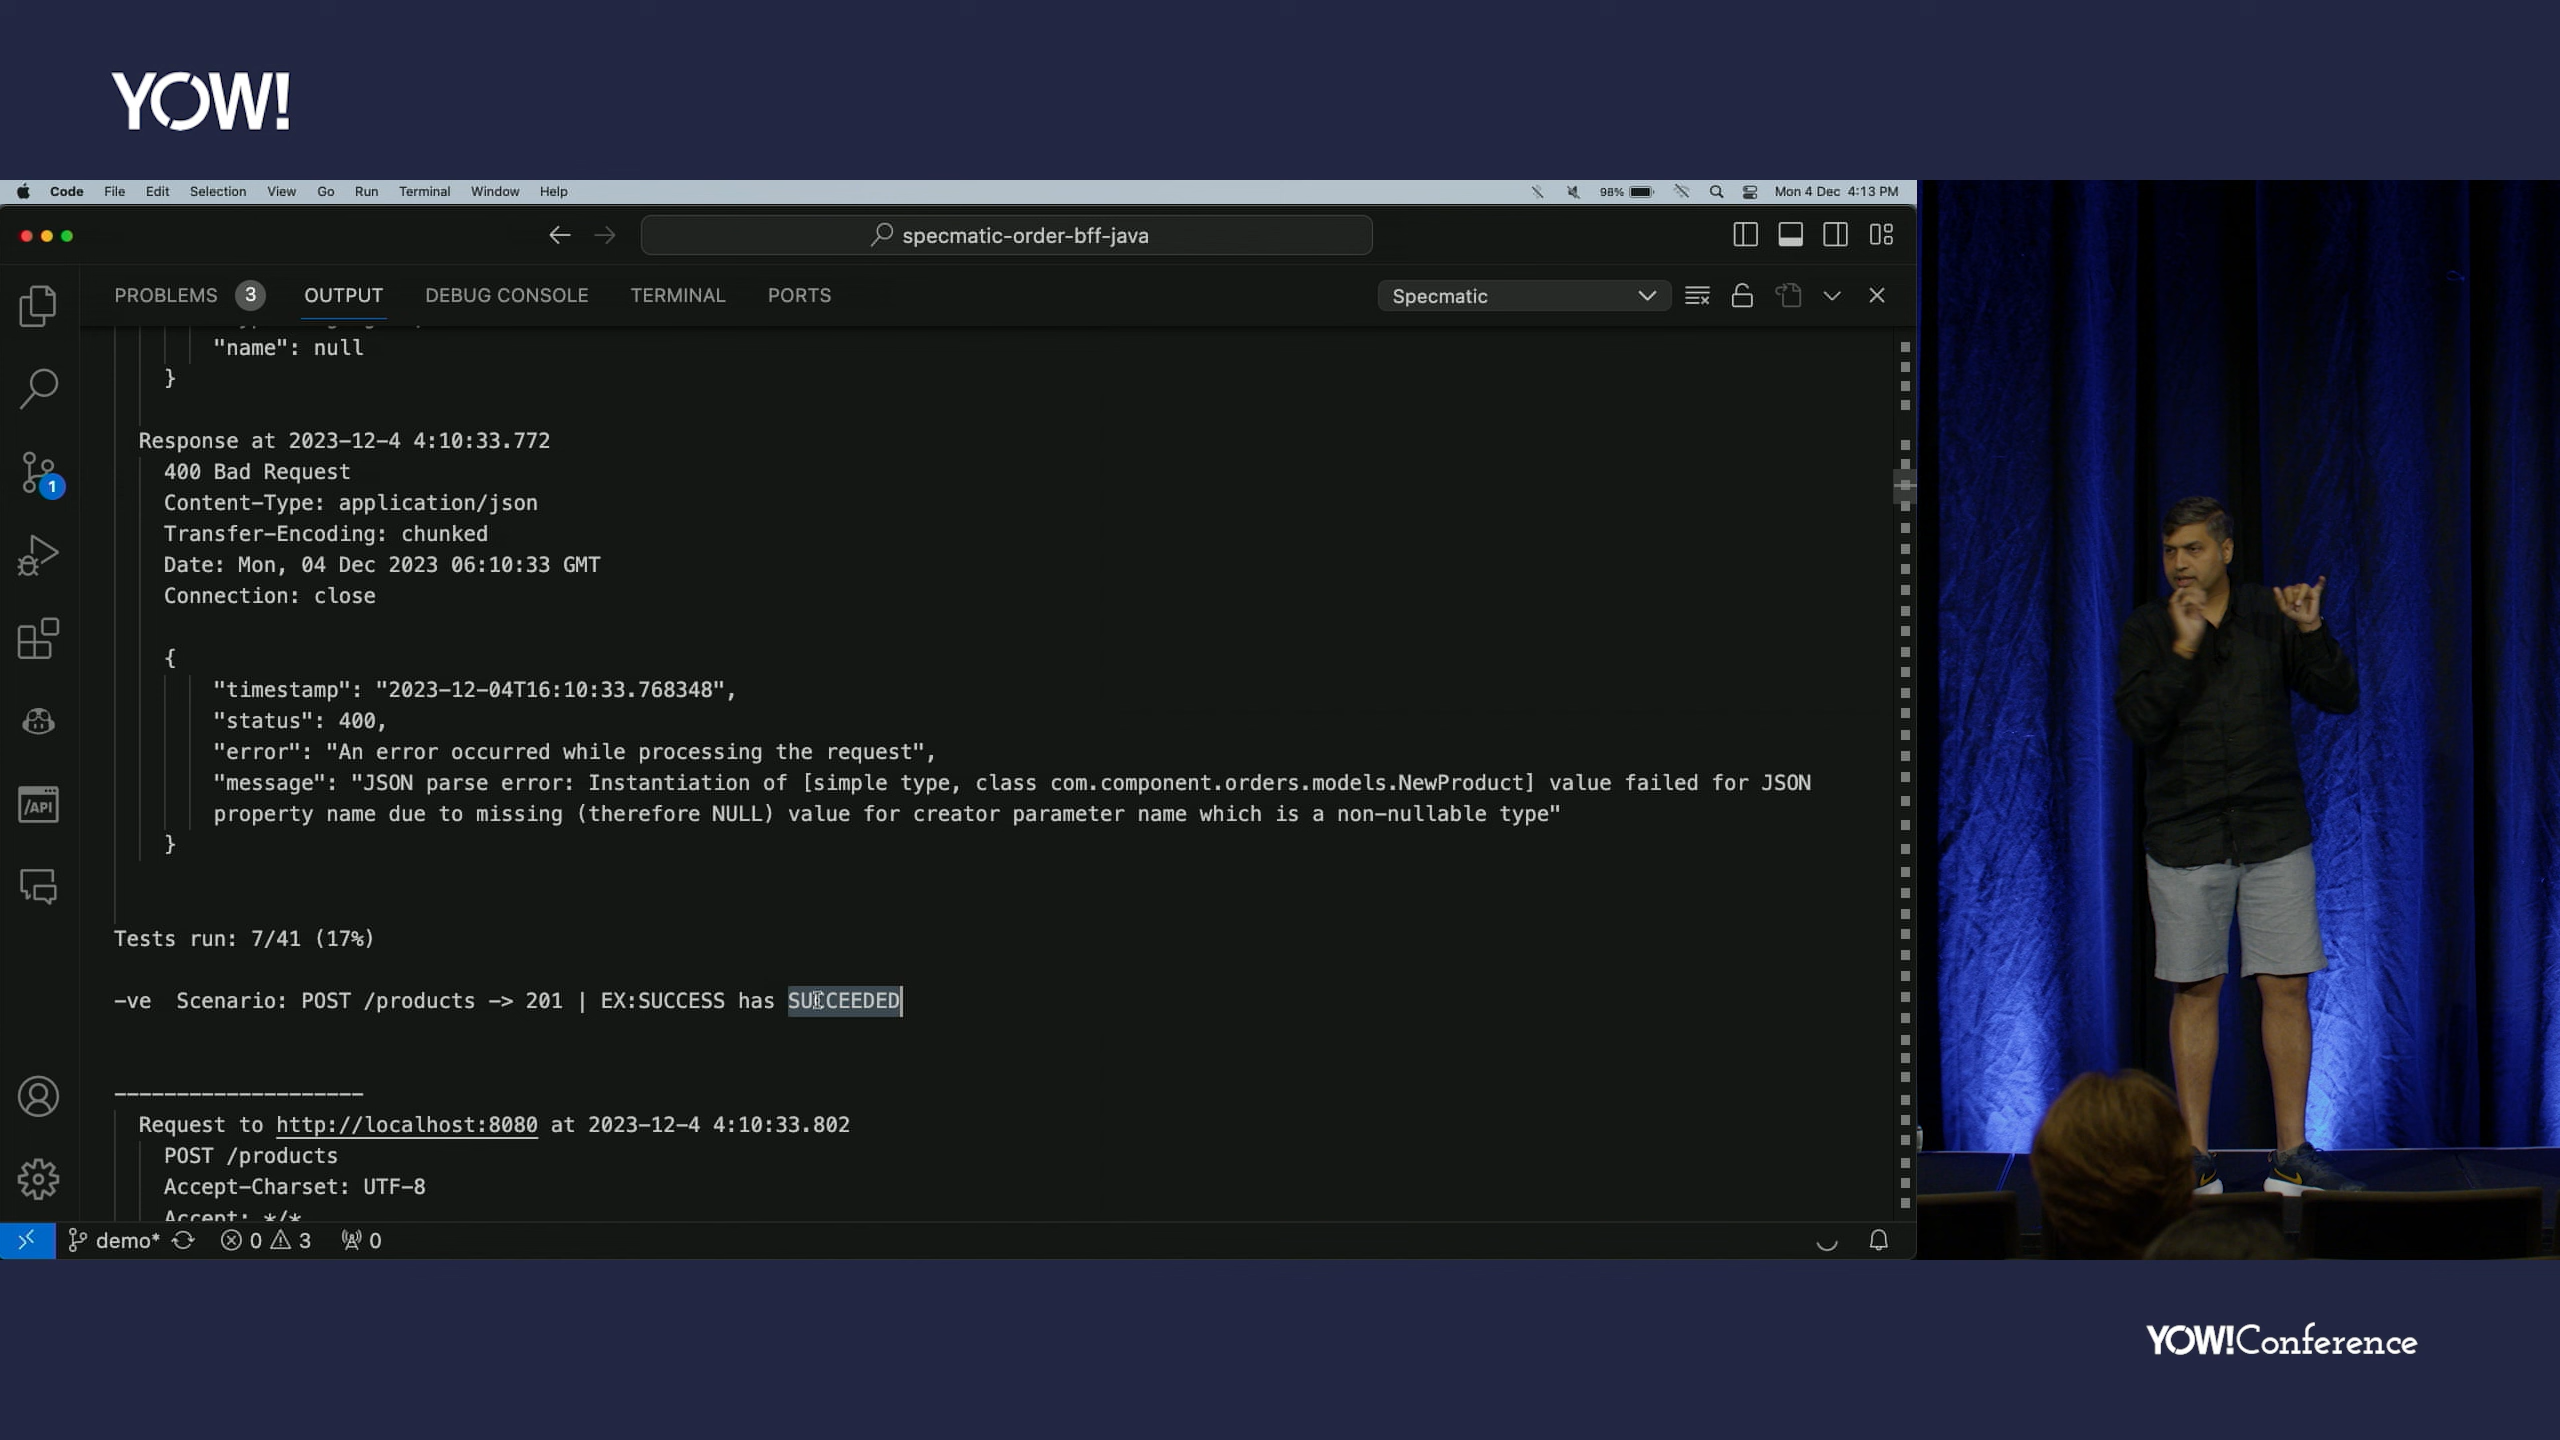 YOW!
Code File Edit Selection View Go Run Terminal Window Help 98% Mon 4 Dec 4:13 PM
specmatic-order-bff-java
PROBLEMS 3 OUTPUT DEBUG CONSOLE TERMINAL PORTS Specmatic
"name": null
}
Response at 2023-12-4 4:10:33.772
400 Bad Request
Content-Type: application/json
Transfer-Encoding: chunked
Date: Mon, 04 Dec 2023 06:10:33 GMT
Connection: close
{
"timestamp": "2023-12-04T16:10:33.768348",
"status": 400,
"error": "An error occurred while processing the request",
"message": "JSON parse error: Instantiation of [simple type, class com.component.orders.models.NewProduct] value failed for JSON
property name due to missing (therefore NULL) value for creator parameter name which is a non-nullable type"
}
Tests run: 7/41 (17%)
-ve Scenario: POST /products -> 201 | EX:SUCCESS has SUCCEEDED
--------------------
Request to http://localhost:8080 at 2023-12-4 4:10:33.802
POST /products
Accept-Charset: UTF-8
Accept: */*
1
/API
demo* 0 3 0
YOW!Conference